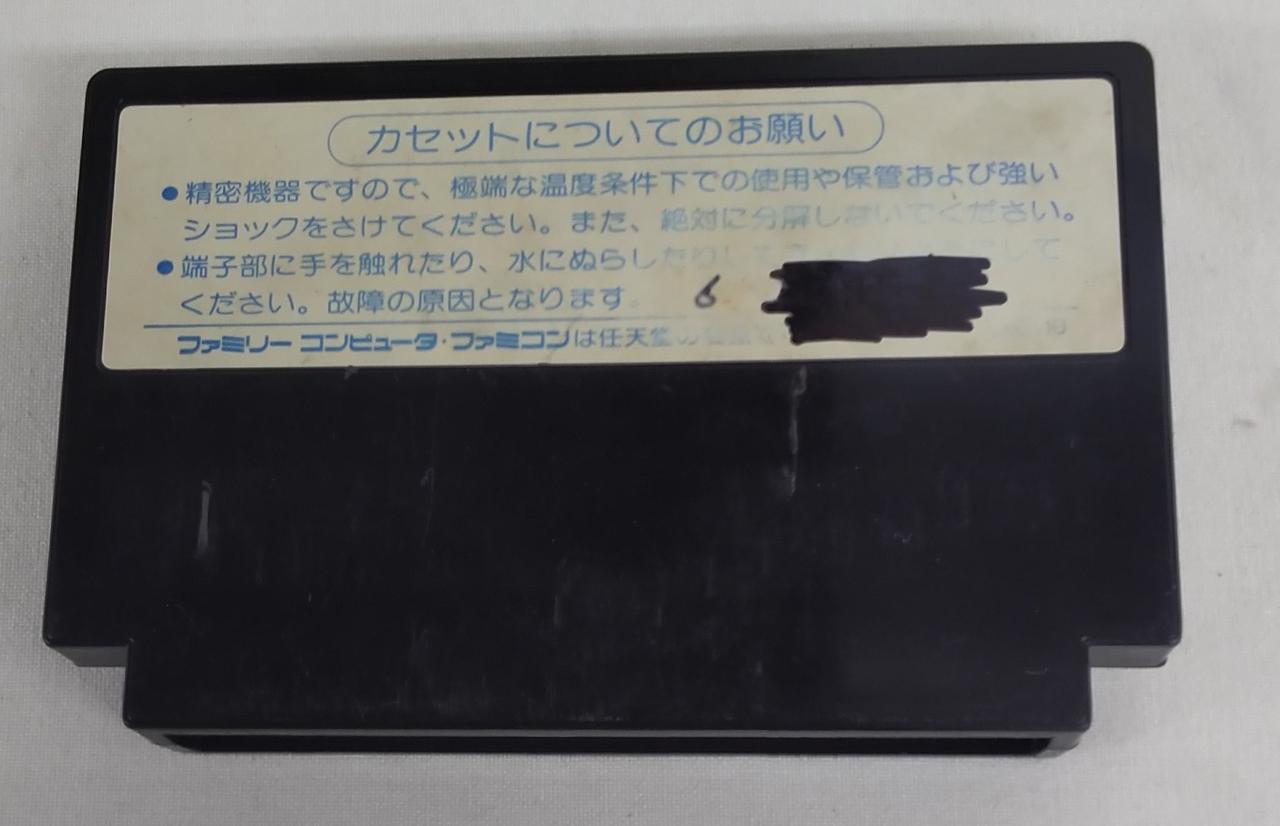 カセットについてのお願い
●精密機器ですので、極端な温度条件下での使用や保管および強い
ショックをさけてください。また、絶対に分解しないでください。
●端子部に手を触れたり、水にぬらしたりして
ください。故障の原因となります 6
ファミリーコンピュータ・ファミコンは任天堂の